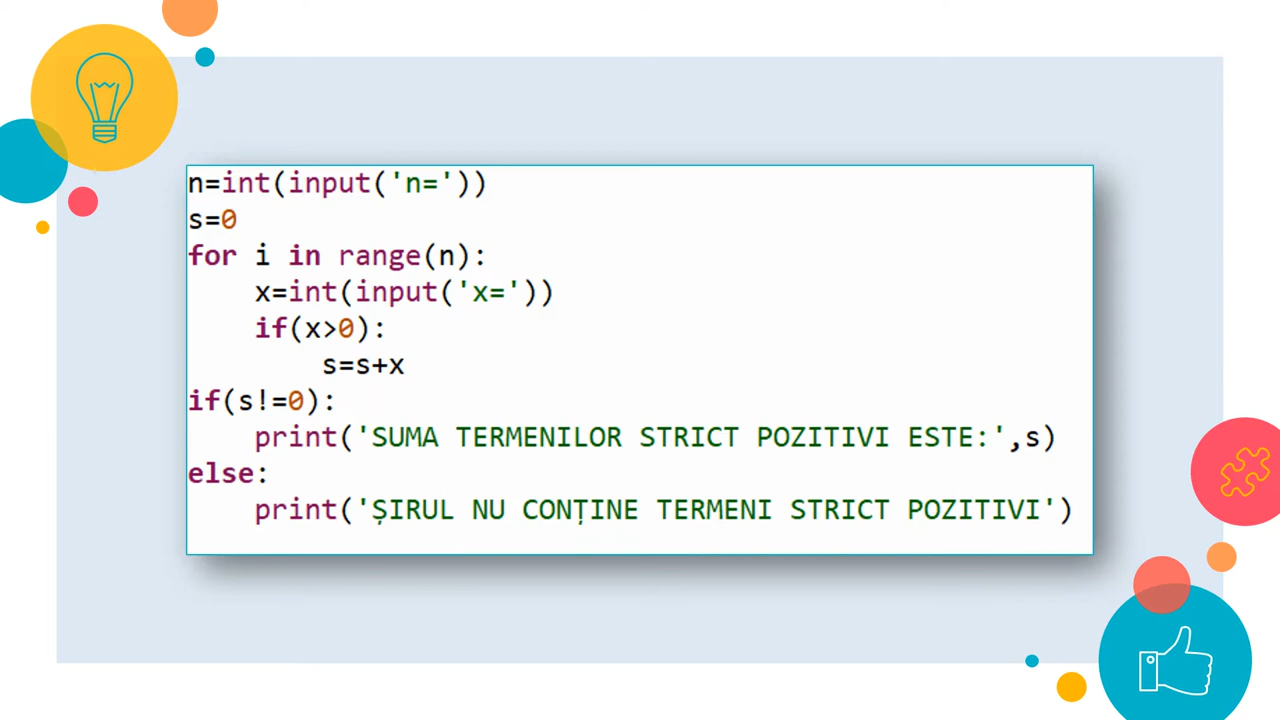 n=int(input('n='))
s=0
for i in range(n):
    x=int(input('x='))
    if(x>0):
        s=s+x
if(s!=0):
    print('SUMA TERMENILOR STRICT POZITIVI ESTE:',s)
else:
    print('ȘIRUL NU CONȚINE TERMENI STRICT POZITIVI')